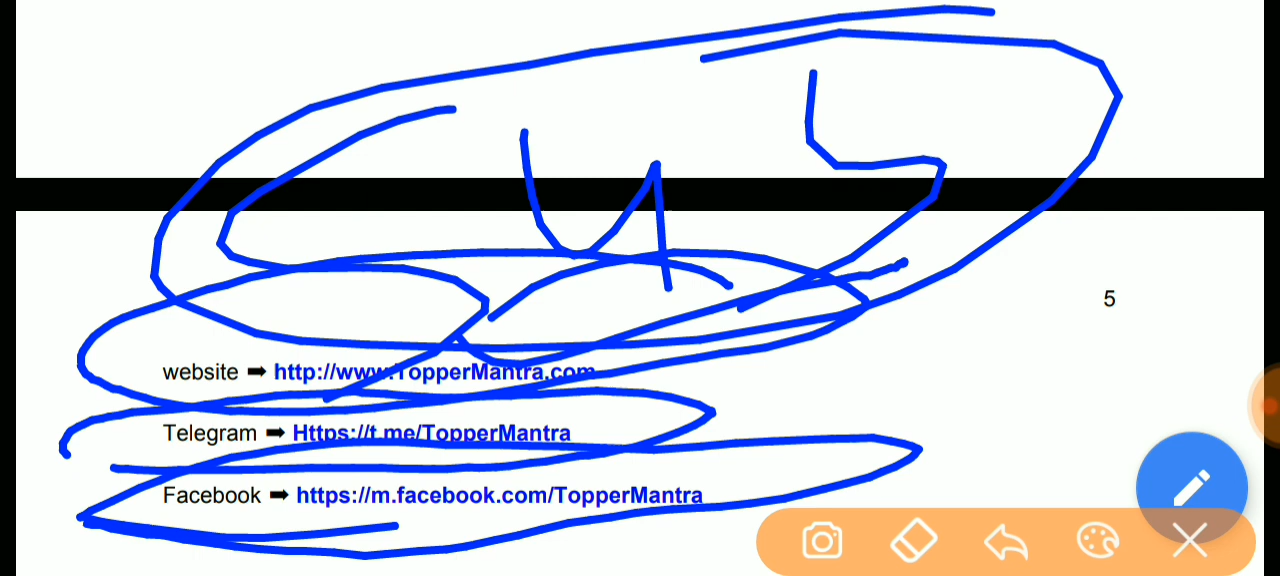 5
website ➡ http://www.TopperMantra.com
Telegram ➡ Https://t.me/TopperMantra
Facebook ➡ https://m.facebook.com/TopperMantra